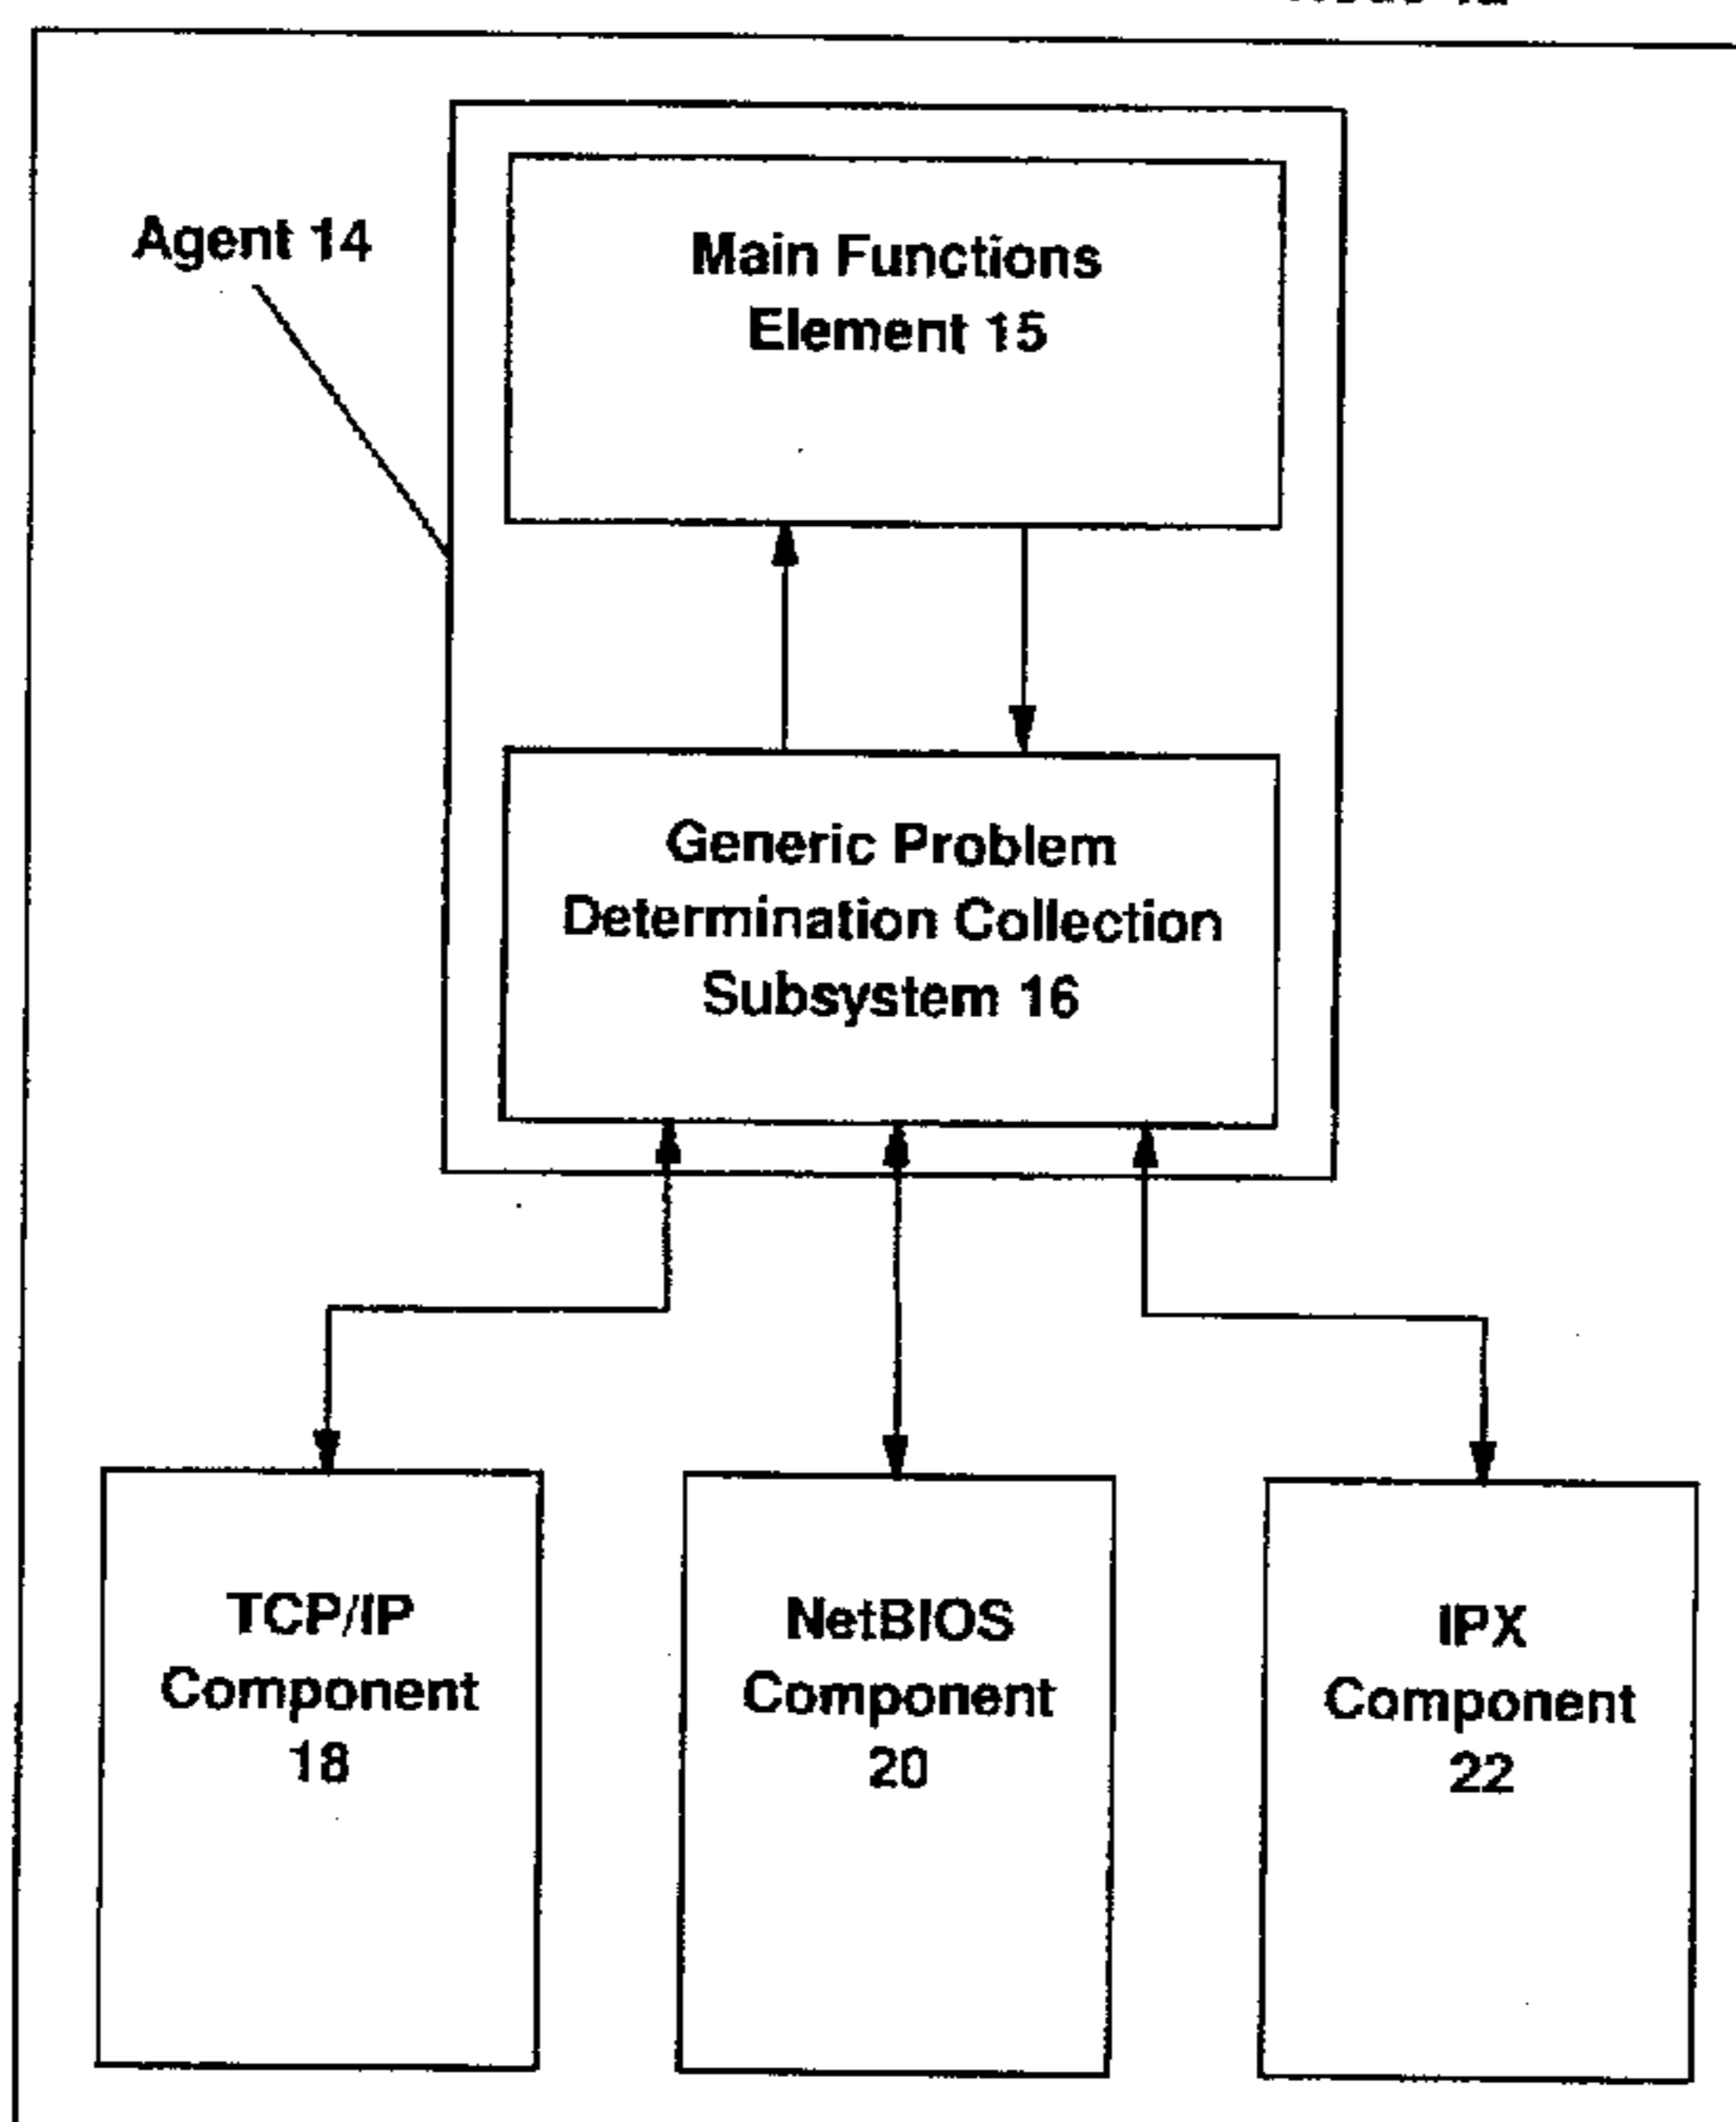 Agent 14
Main Functions
Element 15
Generic Problem
Determination Collection
Subsystem 16
TCP/IP
Component
18
NetBIOS
Component
20
IPX
Component
22